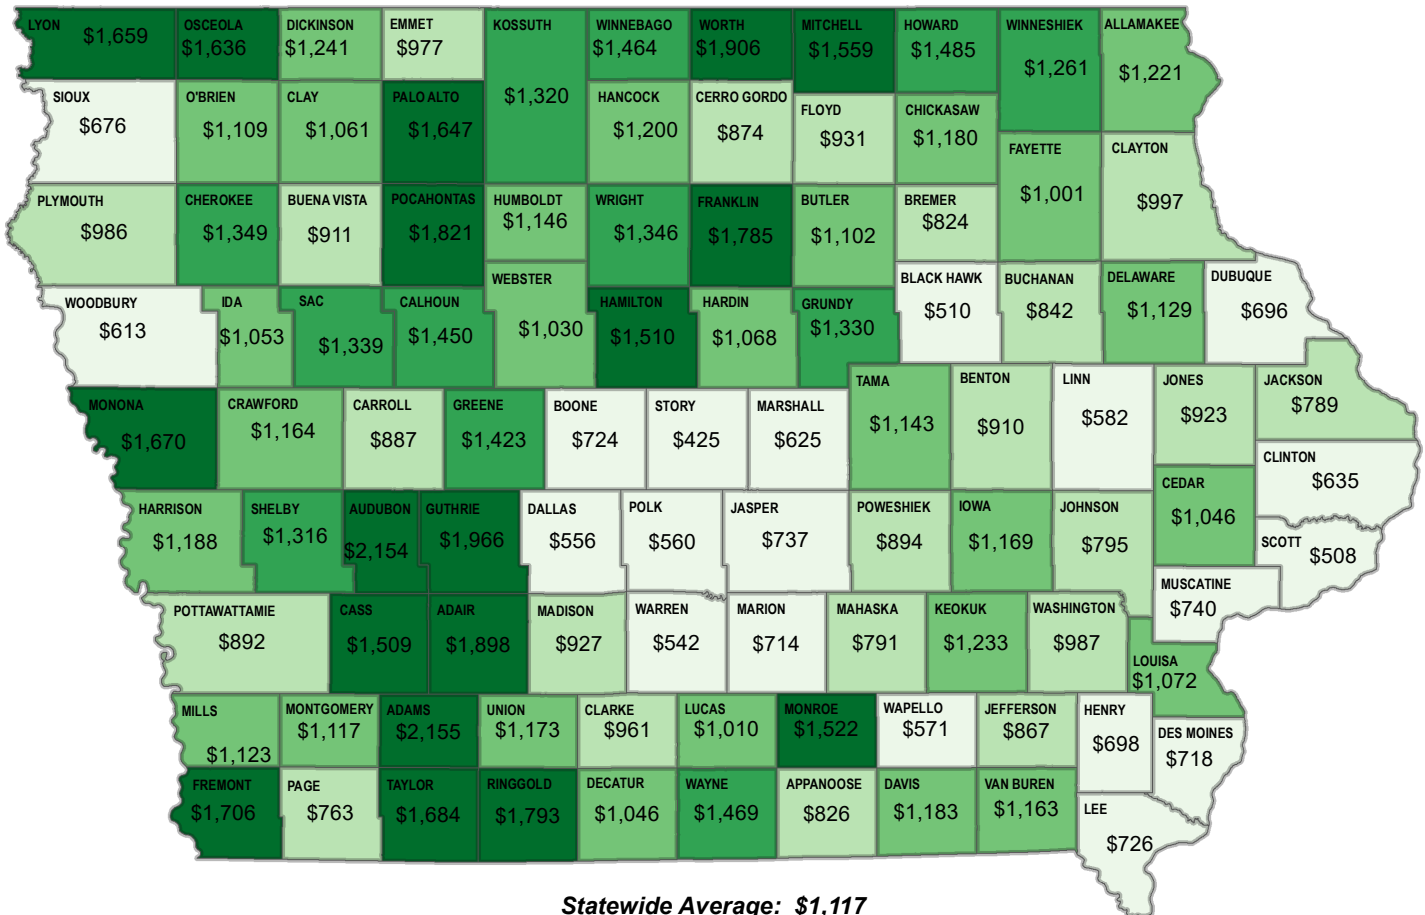 LYON $1,659
OSCEOLA
$1,636
DICKINSON
$1,241
EMMET
$977
KOSSUTH
$1,320
WINNEBAGO
$1,464
WORTH
$1,906
MITCHELL
$1,559
HOWARD
$1,485
WINNESHIEK
$1,261
ALLAMAKEE
$1,221
SIOUX
$676
O'BRIEN
$1,109
CLAY
$1,061
PALO ALTO
$1,647
HANCOCK
$1,200
CERRO GORDO
$874
FLOYD
$931
CHICKASAW
$1,180
FAYETTE
$1,001
CLAYTON
$997
PLYMOUTH
$986
CHEROKEE
$1,349
BUENA VISTA
$911
POCAHONTAS
$1,821
HUMBOLDT
$1,146
WRIGHT
$1,346
FRANKLIN
$1,785
BUTLER
$1,102
BREMER
$824
WOODBURY
$613
IDA
$1,053
SAC
$1,339
CALHOUN
$1,450
WEBSTER
$1,030
HAMILTON
$1,510
HARDIN
$1,068
GRUNDY
$1,330
BLACK HAWK
$510
BUCHANAN
$842
DELAWARE
$1,129
DUBUQUE
$696
MONONA
$1,670
CRAWFORD
$1,164
CARROLL
$887
GREENE
$1,423
BOONE
$724
STORY
$425
MARSHALL
$625
TAMA
$1,143
BENTON
$910
LINN
$582
JONES
$923
JACKSON
$789
CLINTON
$635
CEDAR
$1,046
HARRISON
$1,188
SHELBY
$1,316
AUDUBON
$2,154
GUTHRIE
$1,966
DALLAS
$556
POLK
$560
JASPER
$737
POWESHIEK
$894
IOWA
$1,169
JOHNSON
$795
SCOTT $508
MUSCATINE
$740
POTTAWATTAMIE
$892
CASS
$1,509
ADAIR
$1,898
MADISON
$927
WARREN
$542
MARION
$714
MAHASKA
$791
KEOKUK
$1,233
WASHINGTON
$987
LOUISA
$1,072
MILLS
$1,123
MONTGOMERY
$1,117
ADAMS
$2,155
UNION
$1,173
CLARKE
$961
LUCAS
$1,010
MONROE
$1,522
WAPELLO
$571
JEFFERSON
$867
HENRY
$698
DES MOINES
$718
FREMONT
$1,706
PAGE
$763
TAYLOR
$1,684
RINGGOLD
$1,793
DECATUR
$1,046
WAYNE
$1,469
APPANOOSE
$826
DAVIS
$1,183
VAN BUREN
$1,163
LEE
$726
Statewide Average: $1,117